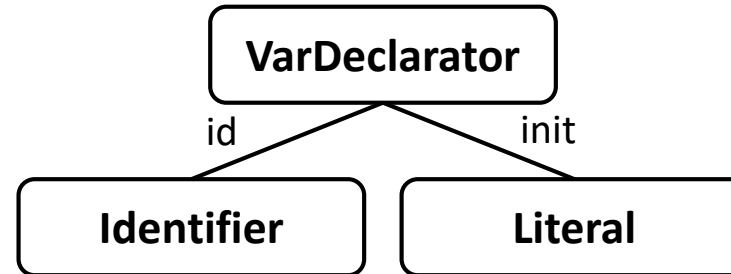 VarDeclarator
id
init
Identifier
Literal